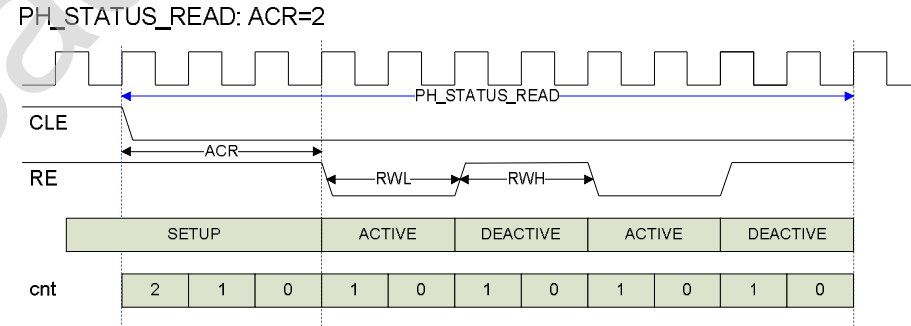 PH_STATUS_READ: ACR=2
PH_STATUS_READ
CLE
ACR
RE
RWL RWH
SETUP ACTIVE DEACTIVE ACTIVE DEACTIVE
cnt 2 1 0 1 0 1 0 1 0 1 0